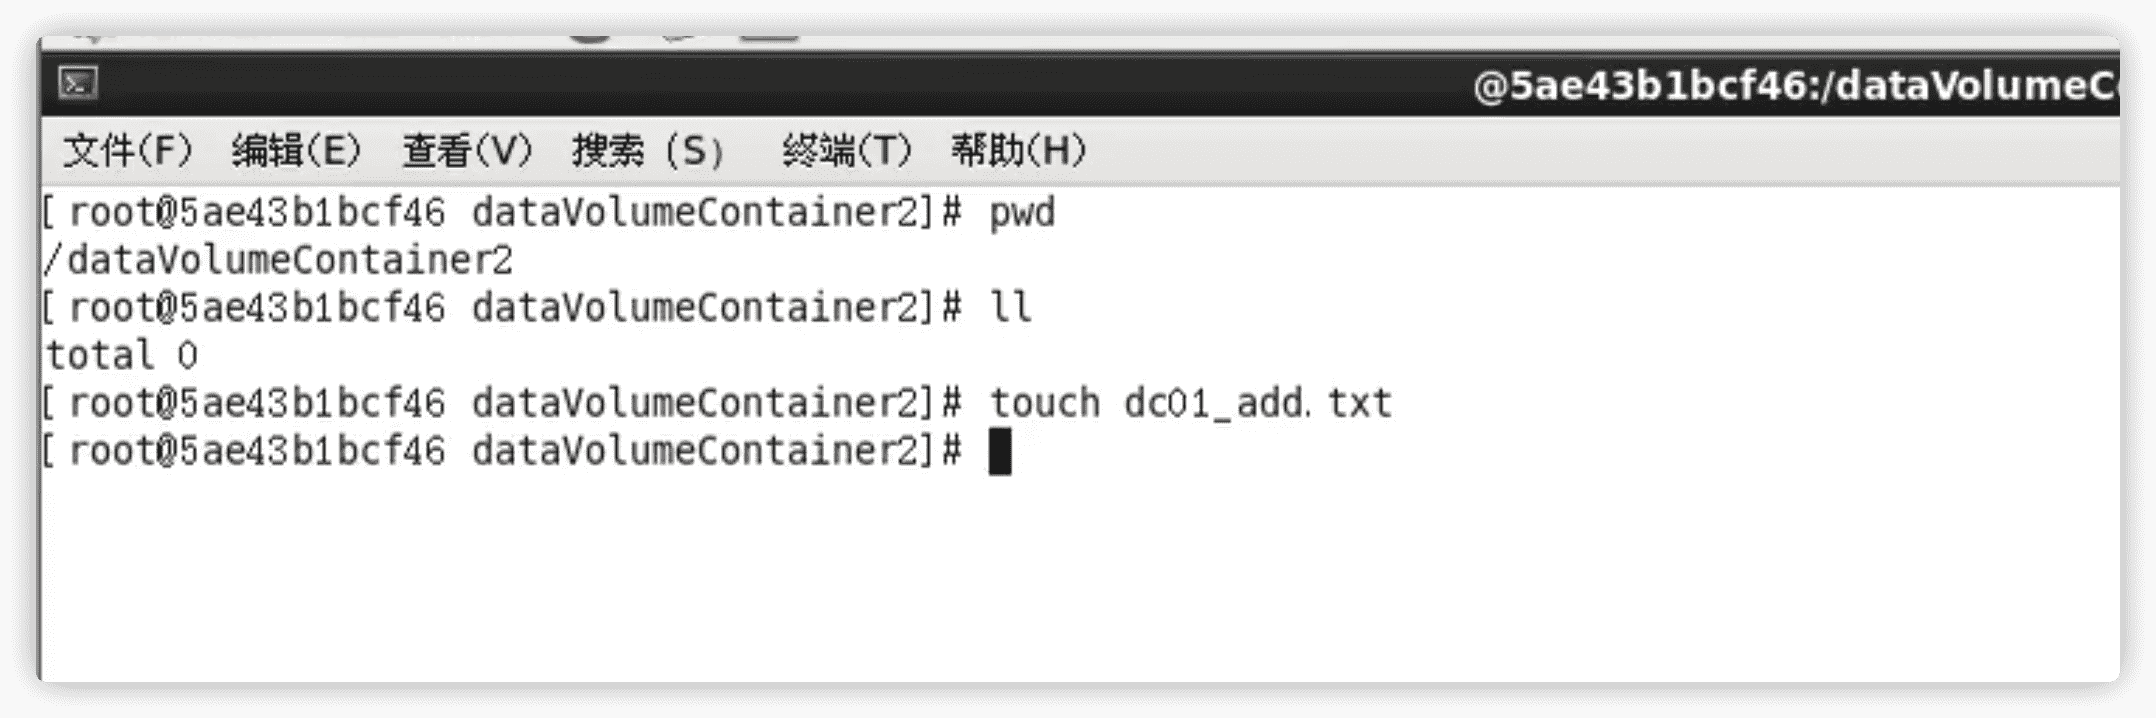 @5ae43b1bcf46:/dataVolumeC
文件(F) 编辑(E) 查看(V) 搜索 (S) 终端(T) 帮助(H)
[root@5ae43b1bcf46 dataVolumeContainer2]# pwd
/dataVolumeContainer2
[root@5ae43b1bcf46 dataVolumeContainer2]# ll
total 0
[root@5ae43b1bcf46 dataVolumeContainer2]# touch dc01_add.txt
[root@5ae43b1bcf46 dataVolumeContainer2]#